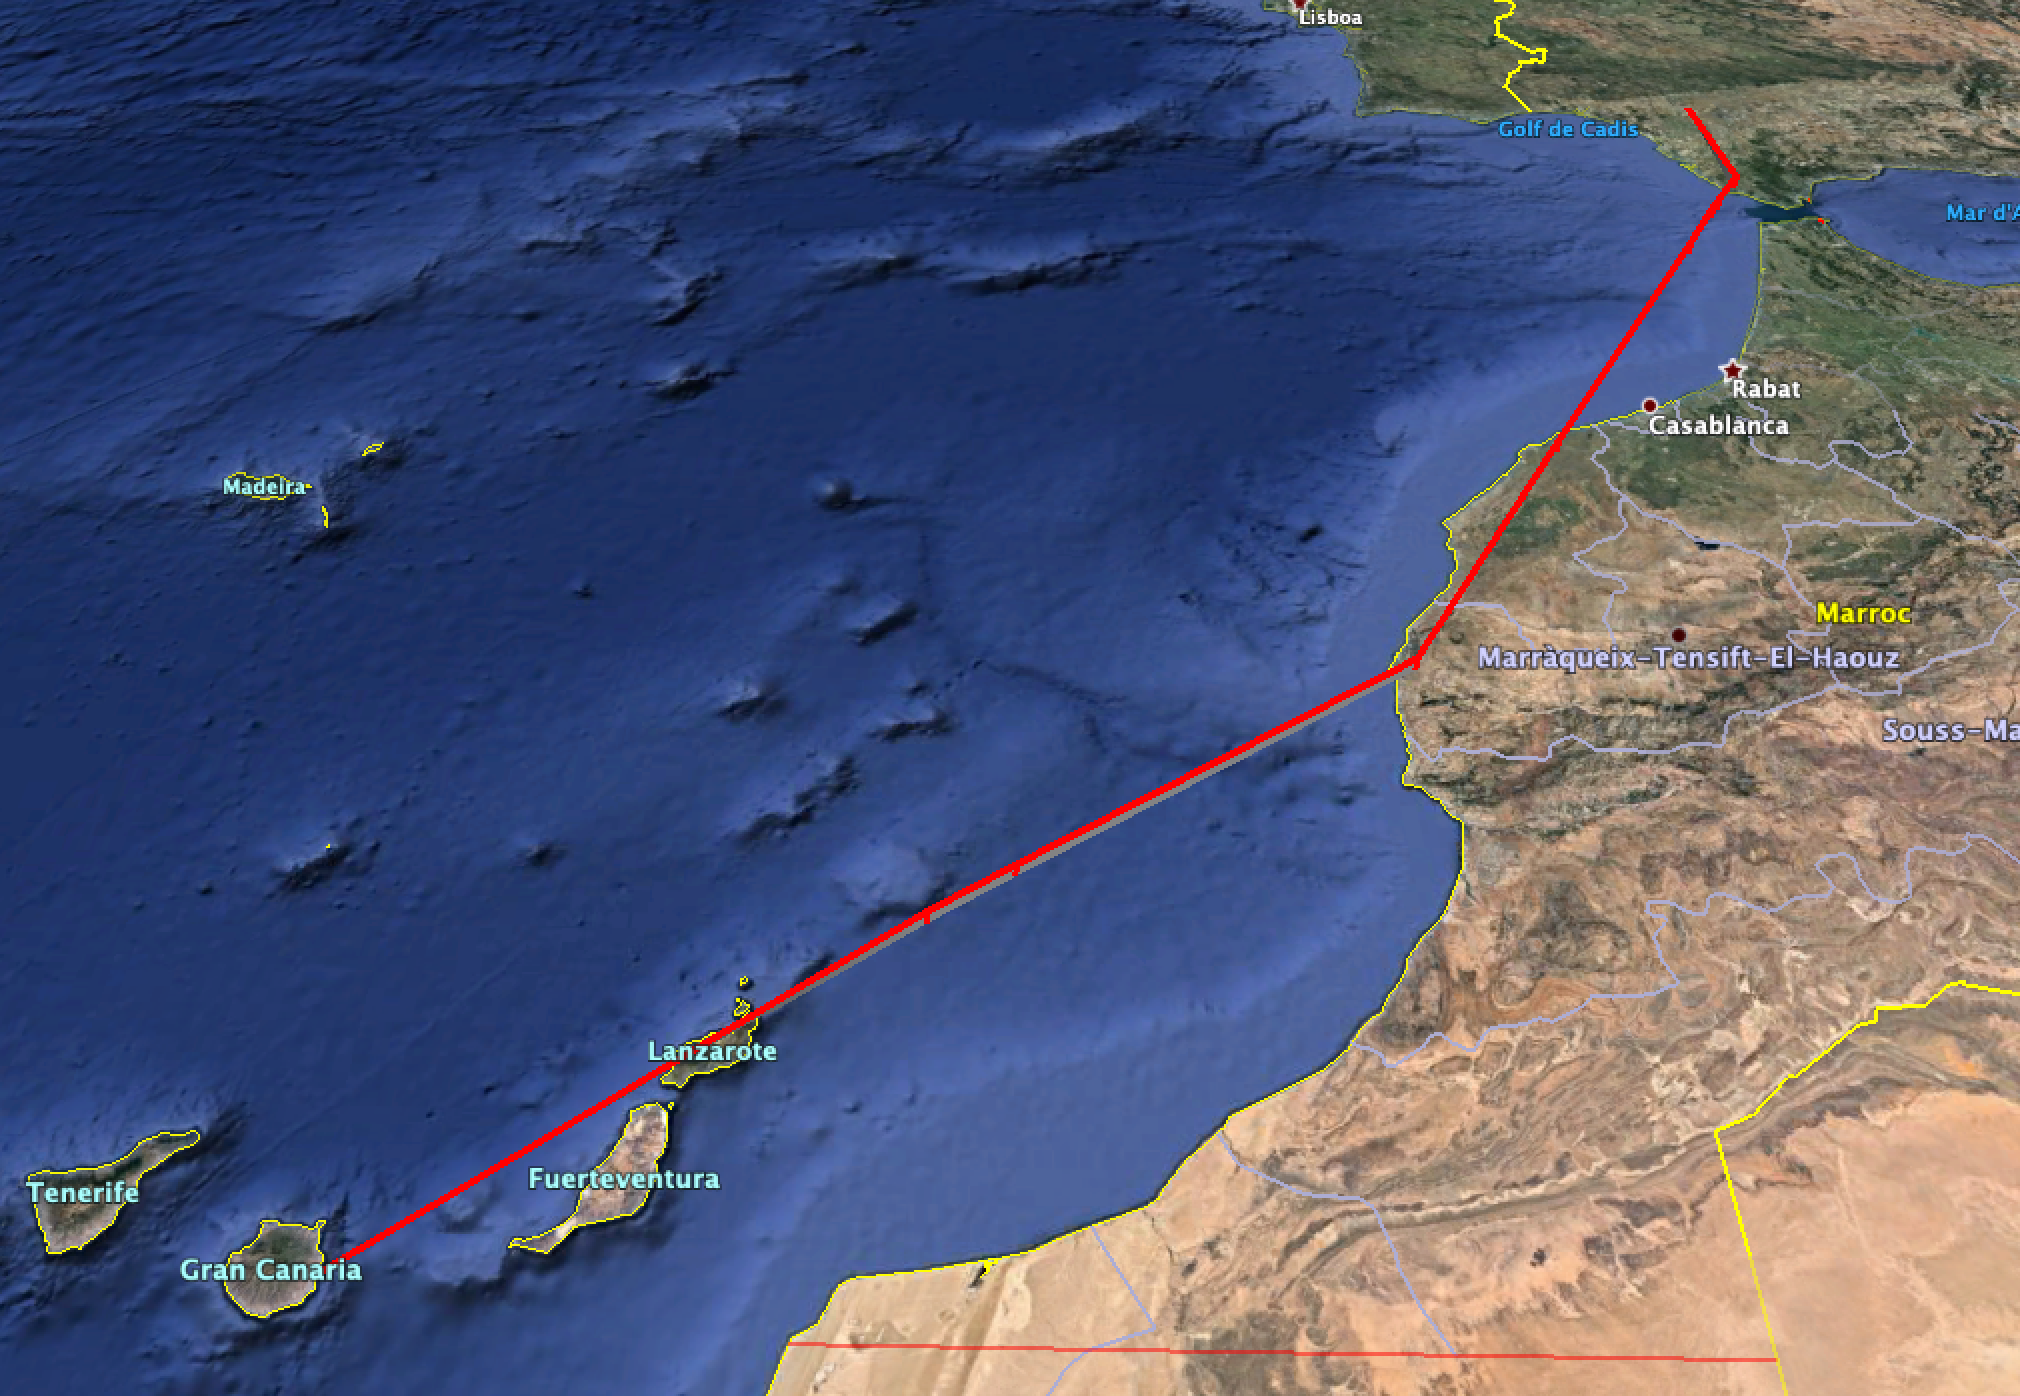 Lisboa
Golf de Cadis
Mar d'A
Rabat
Casablanca
Madeira
Marroc
Marràqueix-Tensift-El-Haouz
Souss-Ma
Lanzarote
Fuerteventura
Tenerife
Gran Canaria